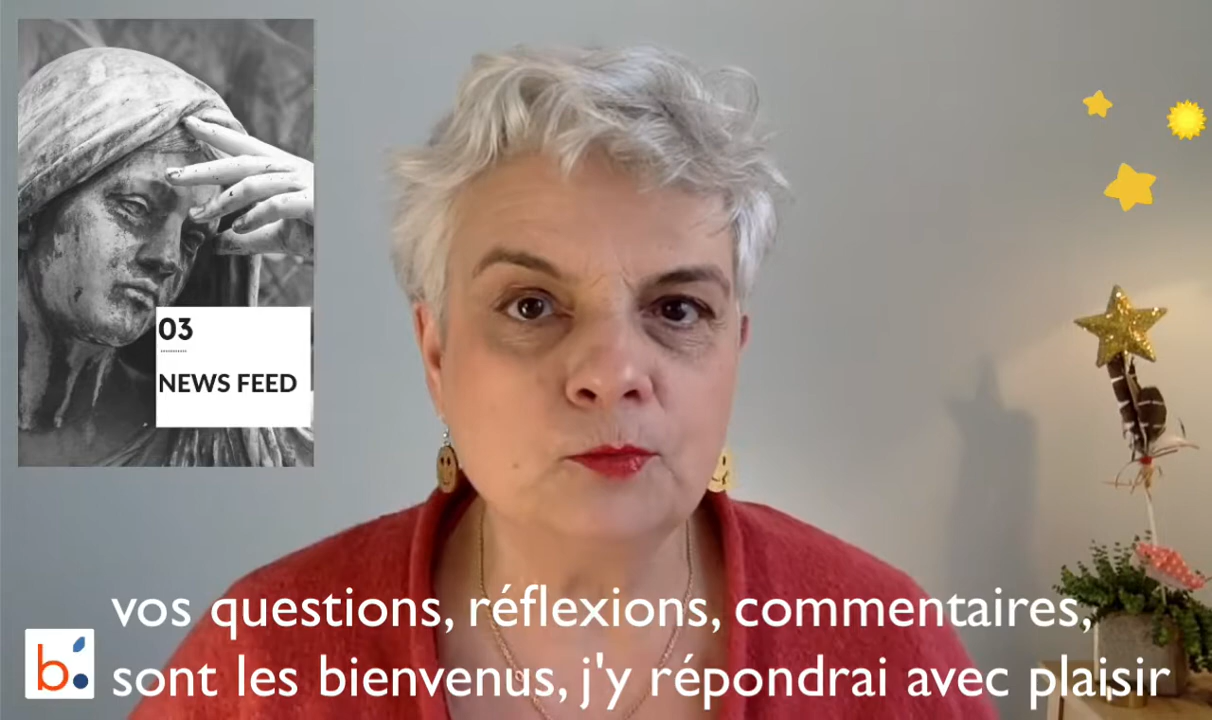 03
NEWS FEED
vos questions, réflexions, commentaires,
b:
sont les bienvenus, j'y répondrai avec plaisir